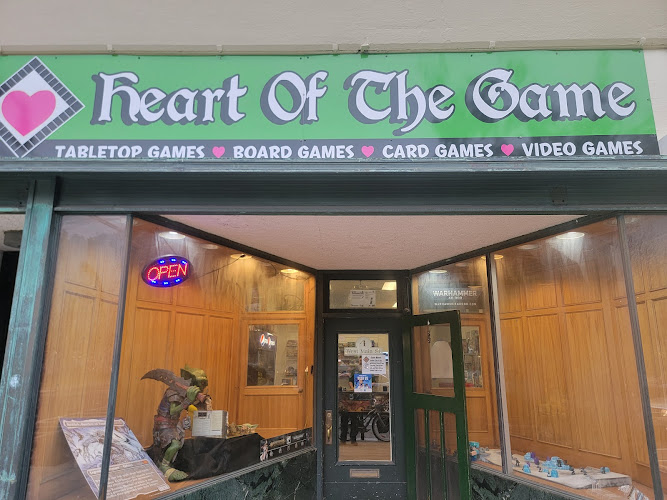 Heart Of The Game
TABLETOP GAMES ♥ BOARD GAMES ♥ CARD GAMES ♥ VIDEO GAMES
OPEN
WARHAMMER